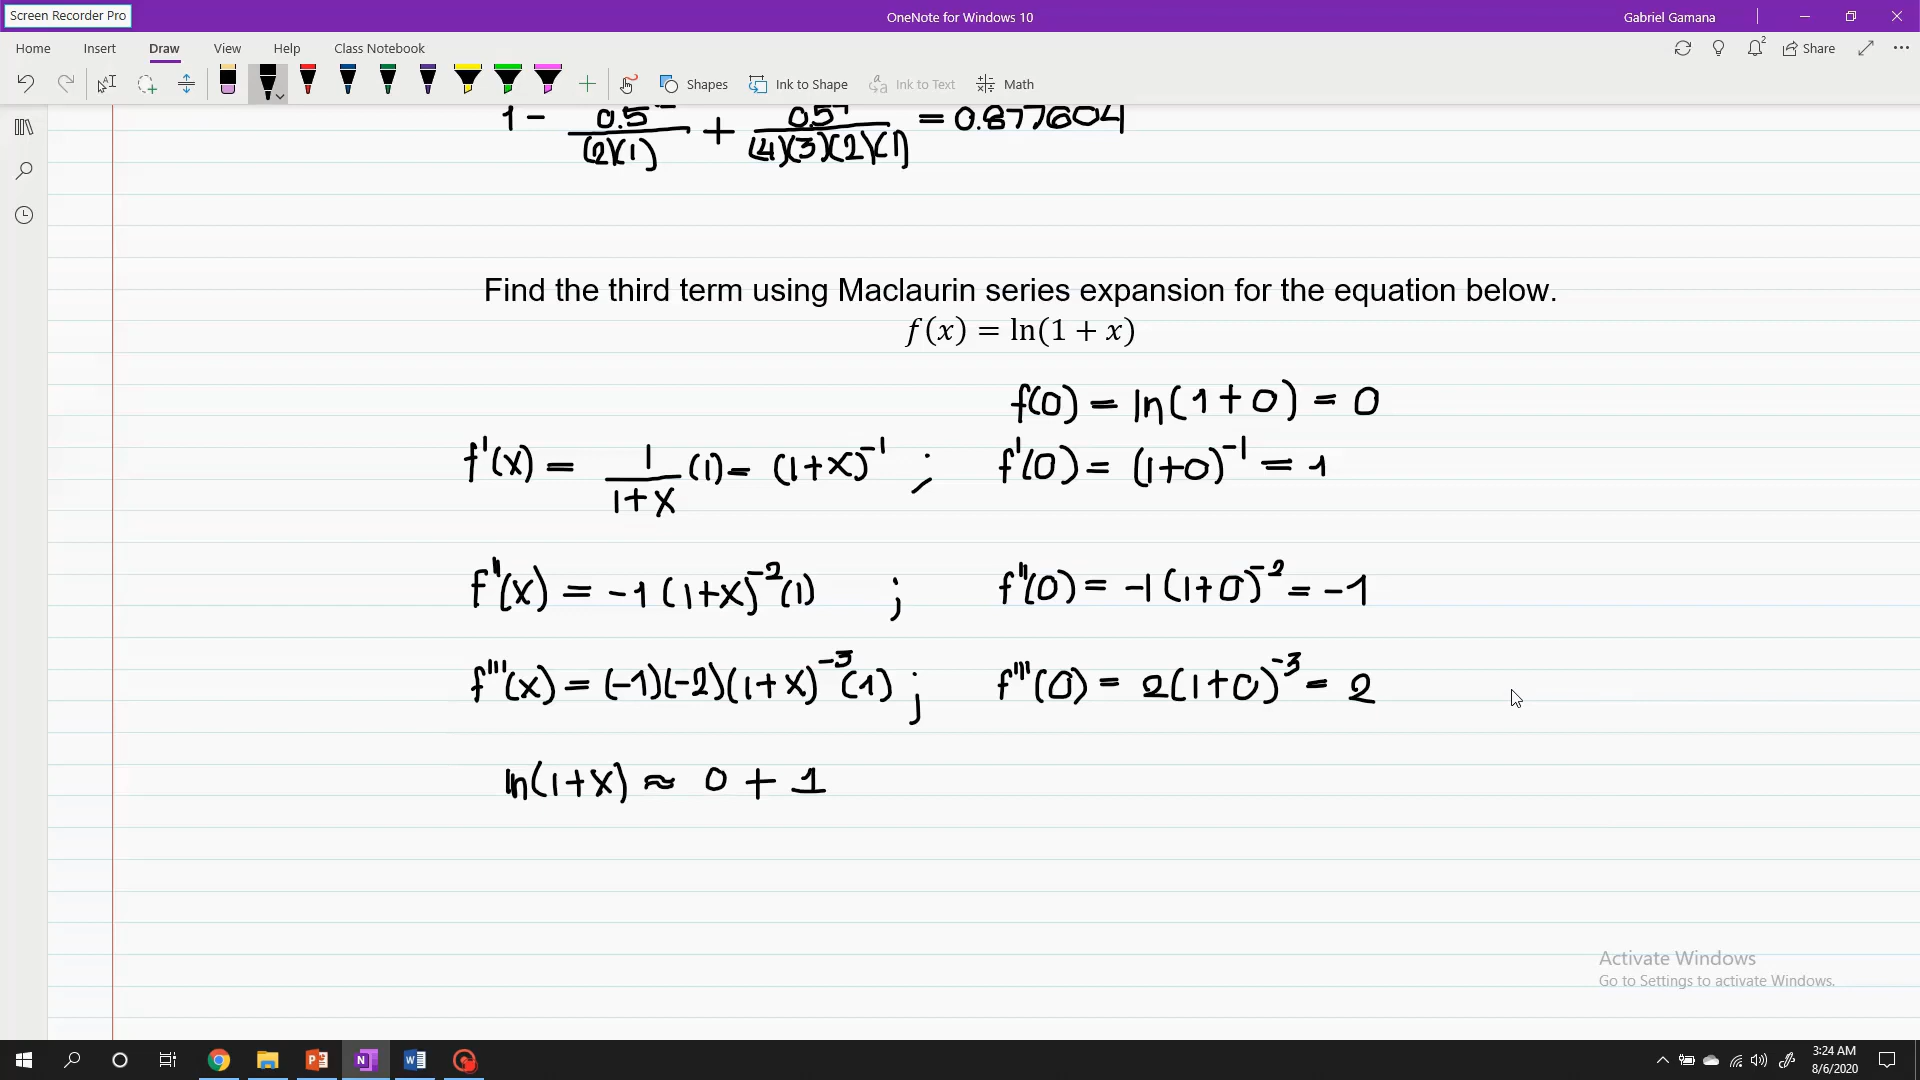 Screen Recorder Pro
OneNote for Windows 10
Gabriel Gamana
Home Insert Draw View Help Class Notebook
2 Share
Shapes Ink to Shape Ink to Text Math
1 - 0.5 / (2)(1) + 0.5 / (4)(3)(2)(1) = 0.877604
Find the third term using Maclaurin series expansion for the equation below.
f(x) = ln(1 + x)
f(0) = ln(1+0) = 0
f'(x) = 1/(1+x) (1) = (1+x)^-1 ; f'(0) = (1+0)^-1 = 1
f''(x) = -1(1+x)^-2(1) ; f''(0) = -1(1+0)^-2 = -1
f'''(x) = (-1)(-2)(1+x)^-3(1) ; f'''(0) = 2(1+0)^-3 = 2
ln(1+x) ≈ 0 + 1
Activate Windows
Go to Settings to activate Windows.
3:24 AM
8/6/2020